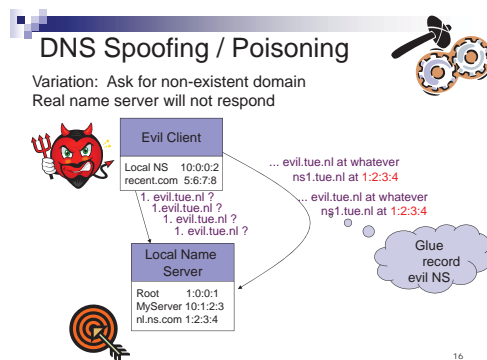 DNS Spoofing / Poisoning
Variation: Ask for non-existent domain
Real name server will not respond
Evil Client
Local NS 10:0:0:2
recent.com 5:6:7:8
1. evil.tue.nl ?
1.evil.tue.nl ?
1. evil.tue.nl ?
1. evil.tue.nl ?
... evil.tue.nl at whatever
ns1.tue.nl at 1:2:3:4
... evil.tue.nl at whatever
ns1.tue.nl at 1:2:3:4
Glue
record
evil NS
Local Name
Server
Root 1:0:0:1
MyServer 10:1:2:3
nl.ns.com 1:2:3:4
16